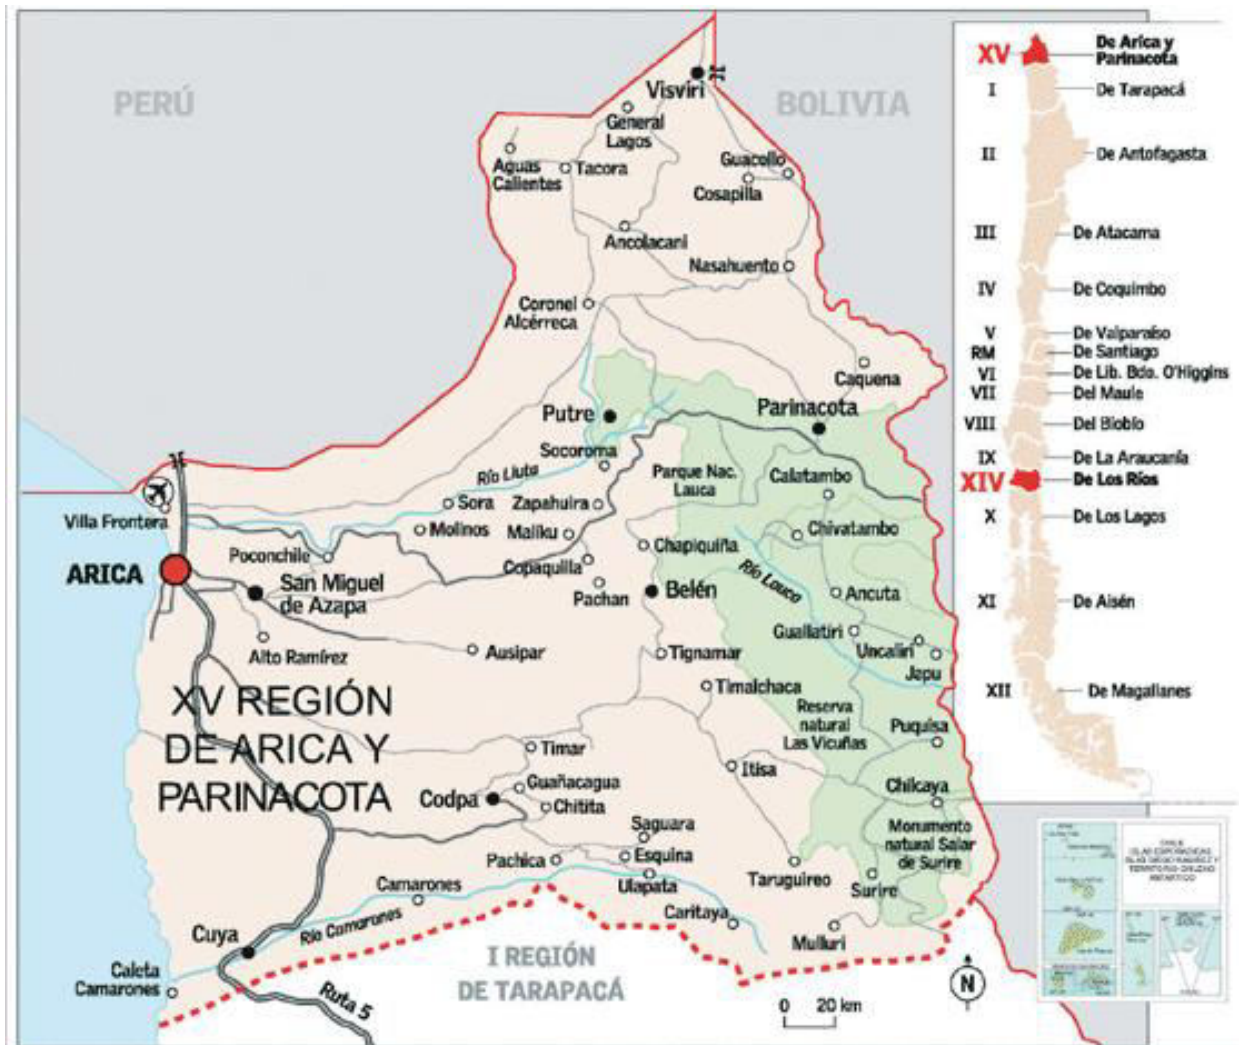 PERÚ
BOLIVIA
Visviri
General
Lagos
Aguas
Calientes
Tacora
Guacollo
Cosapilla
Ancolacani
Nasahuento
Coronel
Alcérreca
Caquena
Putre
Parinacota
Socoroma
Río Lluta
Parque Nac.
Lauca
Calatambo
Sora
Zapahuira
Villa Frontera
Molinos
Maliku
Chivatambo
Chapiquiña
Poconchile
Copaquilla
ARICA
San Miguel
de Azapa
Pachan
Belén
Río Lauca
Ancuta
Guallatiri
Uncaliri
Alto Ramírez
Ausipar
Tignamar
Japu
Timalchaca
XV REGIÓN
DE ARICA Y
PARINACOTA
Reserva
natural
Las Vicuñas
Puquisa
Timar
Itisa
Guañacagua
Codpa
Chitita
Chilcaya
Saguara
Monumento
natural Salar
de Surire
Pachica
Esquina
Ulapata
Taruguireo
Surire
Camarones
Río Camarones
Caritaya
Mulluri
Cuya
Caleta
Camarones
Ruta 5
I REGIÓN
DE TARAPACÁ
N
0 20 km
XV De Arica y
Parinacota
I De Tarapacá
II De Antofagasta
III De Atacama
IV De Coquimbo
V De Valparaíso
RM De Santiago
VI De Lib. Bdo. O'Higgins
VII Del Maule
VIII Del Biobío
IX De La Araucanía
XIV De Los Ríos
X De Los Lagos
XI De Aisén
XII De Magallanes